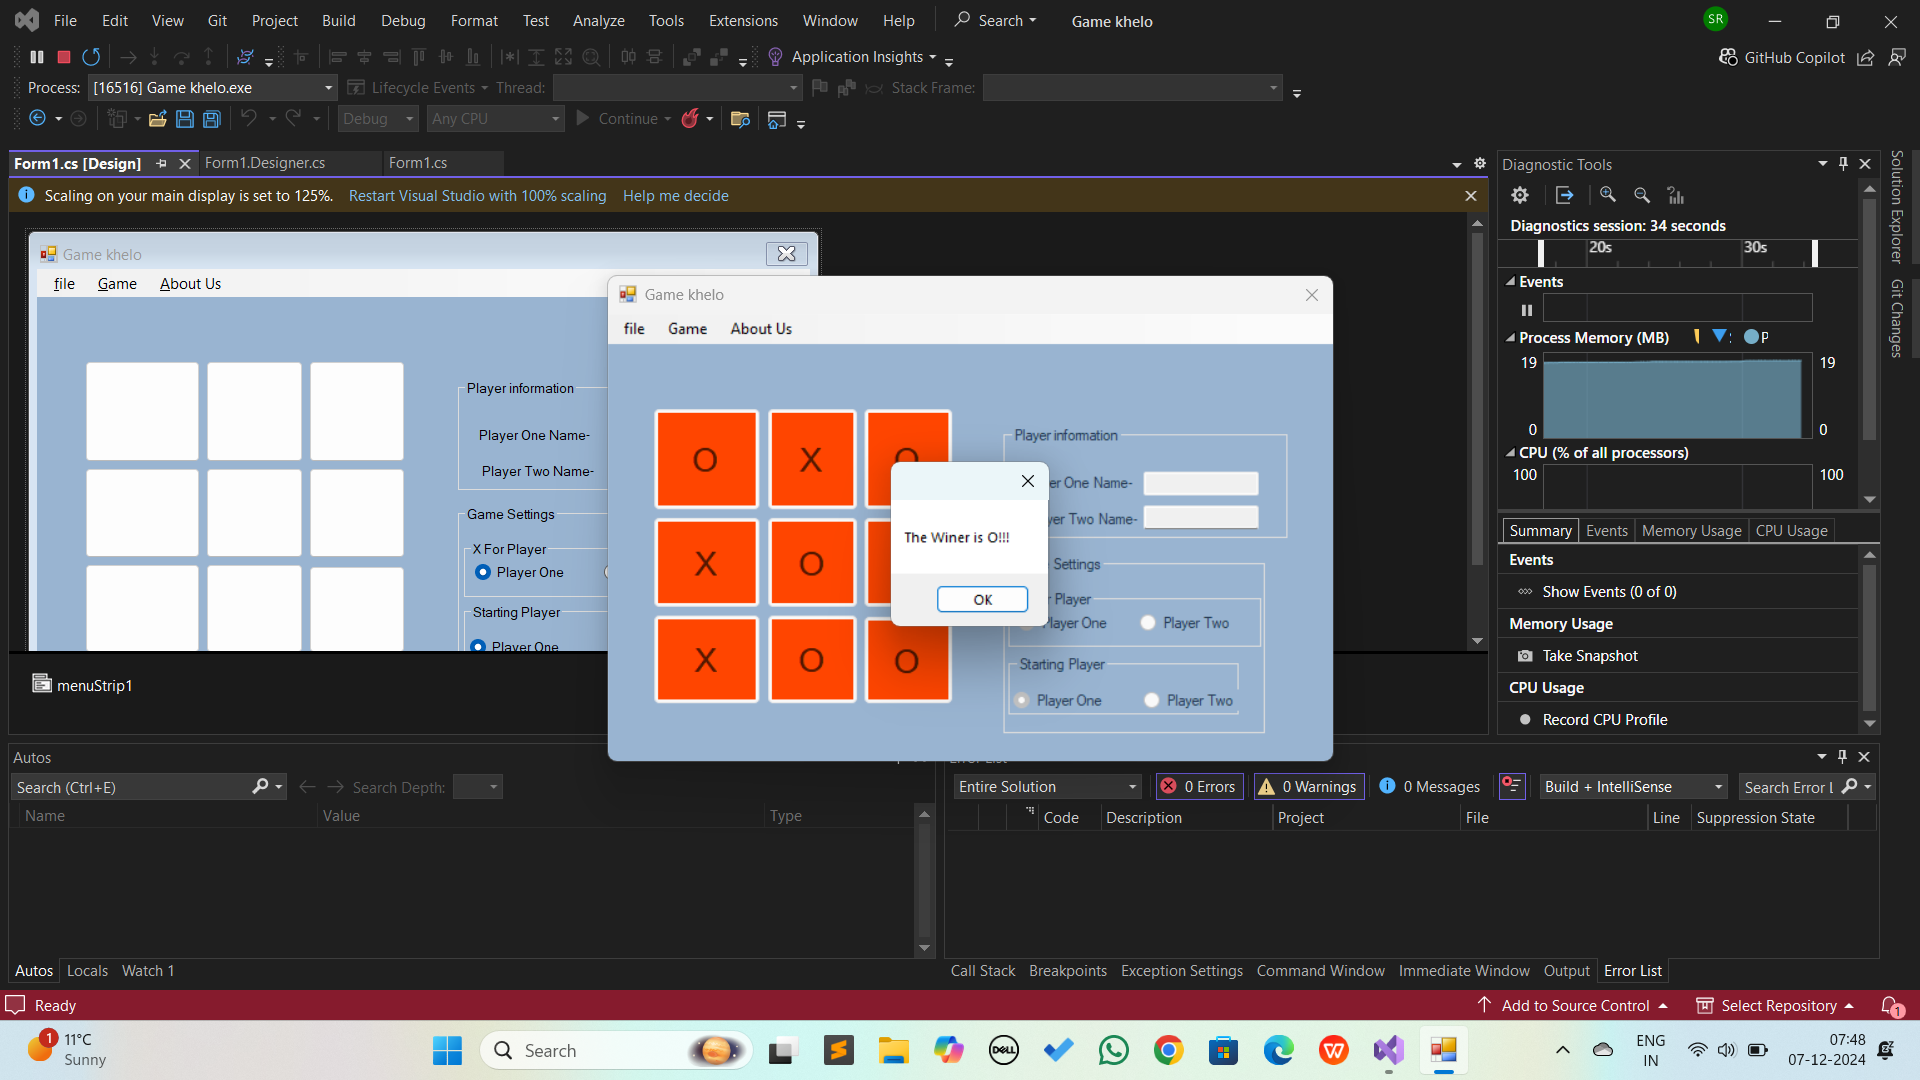 File Edit View Git Project Build Debug Format Test Analyze Tools Extensions Window Help Search Game khelo SR
Application Insights GitHub Copilot
Process: [16516] Game khelo.exe Lifecycle Events Thread: Stack Frame:
Debug Any CPU Continue
Form1.cs [Design] Form1.Designer.cs Form1.cs
Scaling on your main display is set to 125%. Restart Visual Studio with 100% scaling Help me decide
Game khelo
file Game About Us
Player information
Player One Name-
Player Two Name-
Game Settings
X For Player
Player One
Starting Player
Player One
menuStrip1
Game khelo
file Game About Us
O X O
X O
X O O
Player information
er One Name-
yer Two Name-
Settings
r Player
Player One Player Two
Starting Player
Player One Player Two
The Winer is O!!!
OK
Diagnostic Tools
Diagnostics session: 34 seconds
20s 30s
Events
Process Memory (MB) P
19 19
0 0
CPU (% of all processors)
100 100
Summary Events Memory Usage CPU Usage
Events
Show Events (0 of 0)
Memory Usage
Take Snapshot
CPU Usage
Record CPU Profile
Solution Explorer
Git Changes
Autos
Search (Ctrl+E) Search Depth:
Name Value Type
Autos Locals Watch 1
Error List
Entire Solution 0 Errors 0 Warnings 0 Messages Build + IntelliSense Search Error L
Code Description Project File Line Suppression State
Call Stack Breakpoints Exception Settings Command Window Immediate Window Output Error List
Ready Add to Source Control Select Repository 1
1 11°C
Sunny
Search
DELL
ENG
IN
07:48
07-12-2024